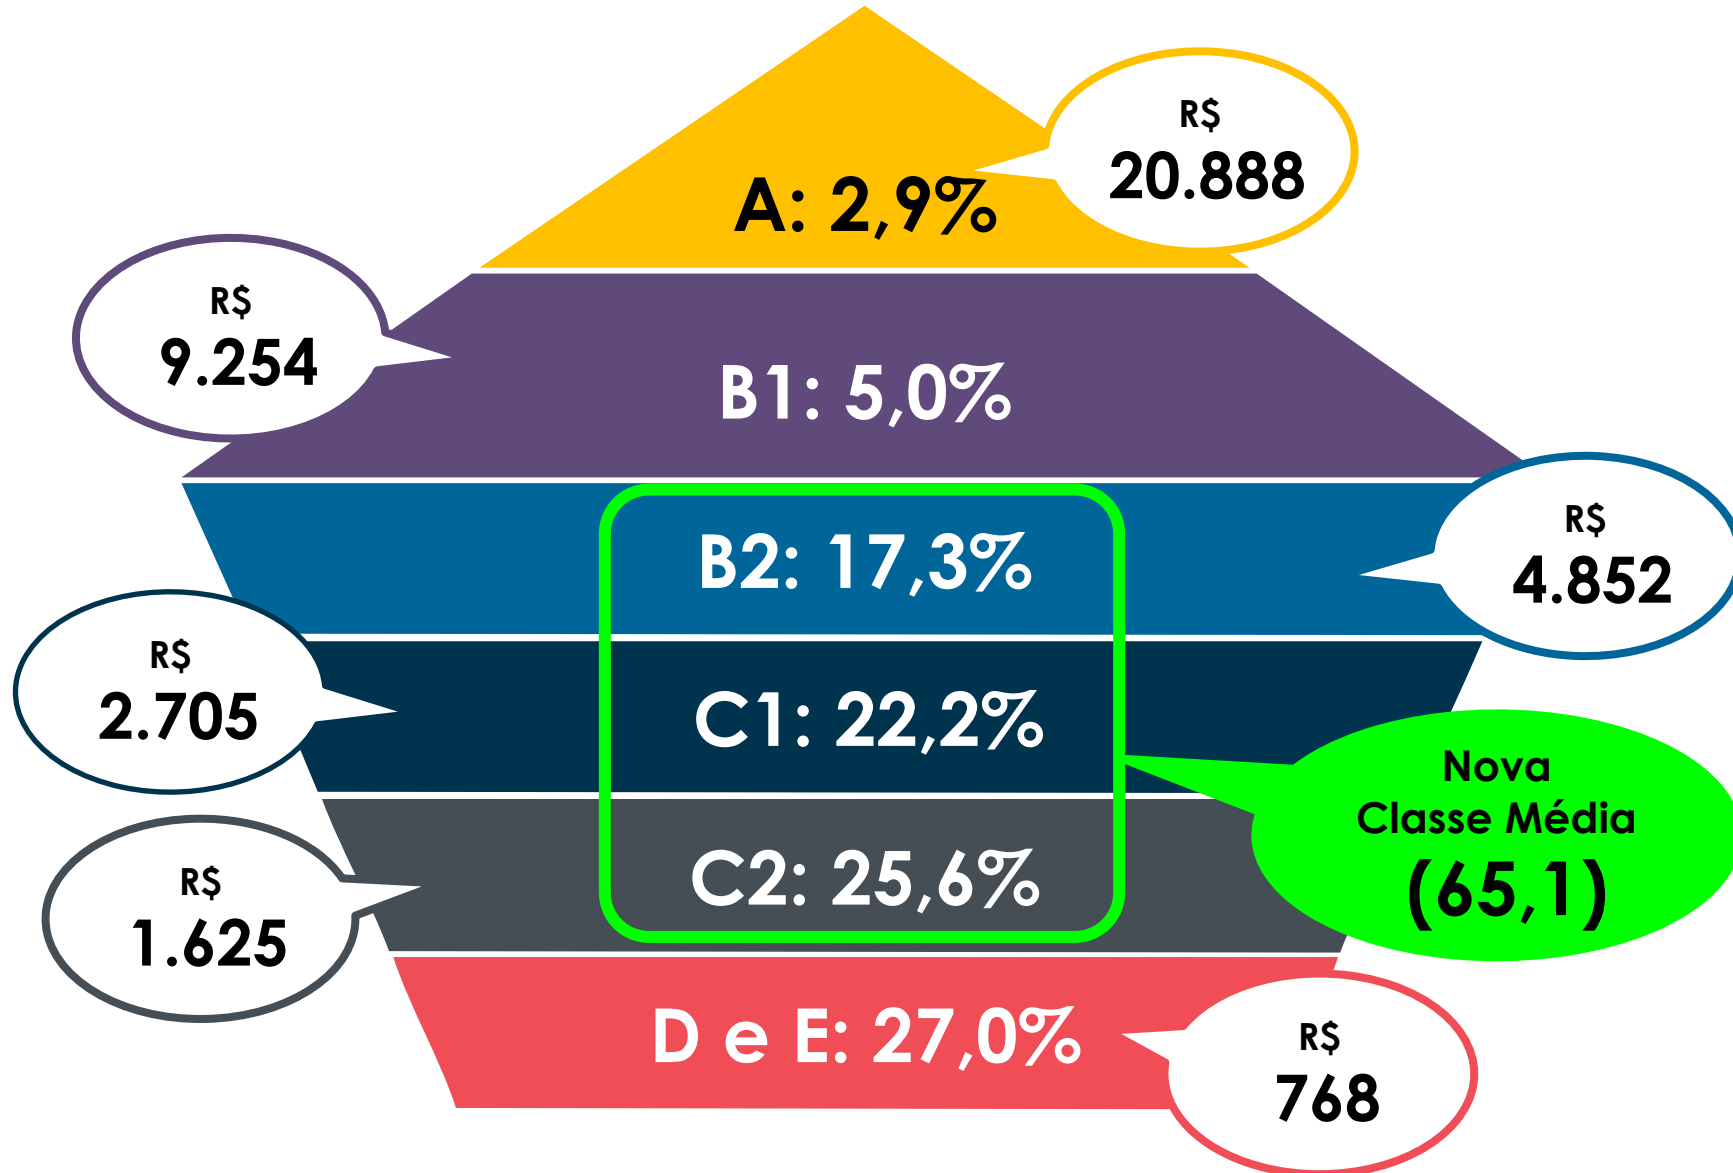 R$
20.888
A: 2,9%
R$
9.254
B1: 5,0%
R$
4.852
B2: 17,3%
R$
2.705
C1: 22,2%
Nova
Classe Média
(65,1)
R$
1.625
C2: 25,6%
D e E: 27,0%
R$
768